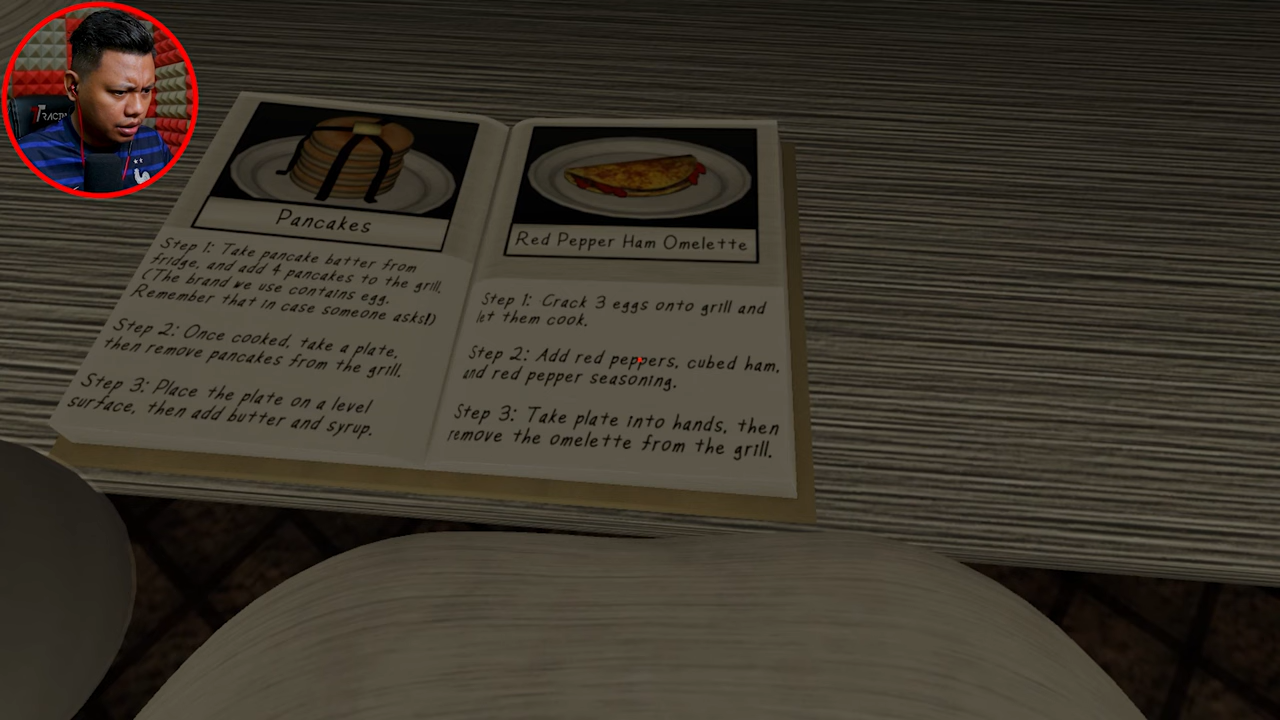 Pancakes
Step 1: Take pancake batter from
fridge, and add 4 pancakes to the grill.
(The brand we use contains egg.
Remember that in case someone asks!)
Step 2: Once cooked, take a plate,
then remove pancakes from the grill.
Step 3: Place the plate on a level
surface, then add butter and syrup.
Red Pepper Ham Omelette
Step 1: Crack 3 eggs onto grill and
let them cook.
Step 2: Add red peppers, cubed ham,
and red pepper seasoning.
Step 3: Take plate into hands, then
remove the omelette from the grill.